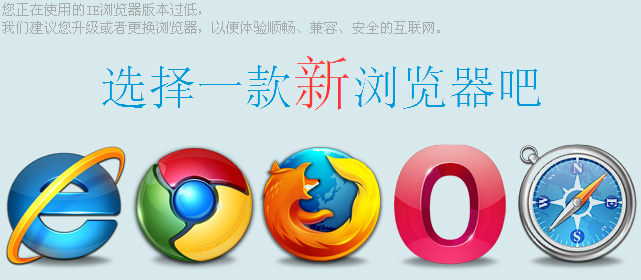 您正在使用的IE浏览器版本过低，
我们建议您升级或者更换浏览器，以便体验顺畅、兼容、安全的互联网。
选择一款新浏览器吧
N
W
E
S